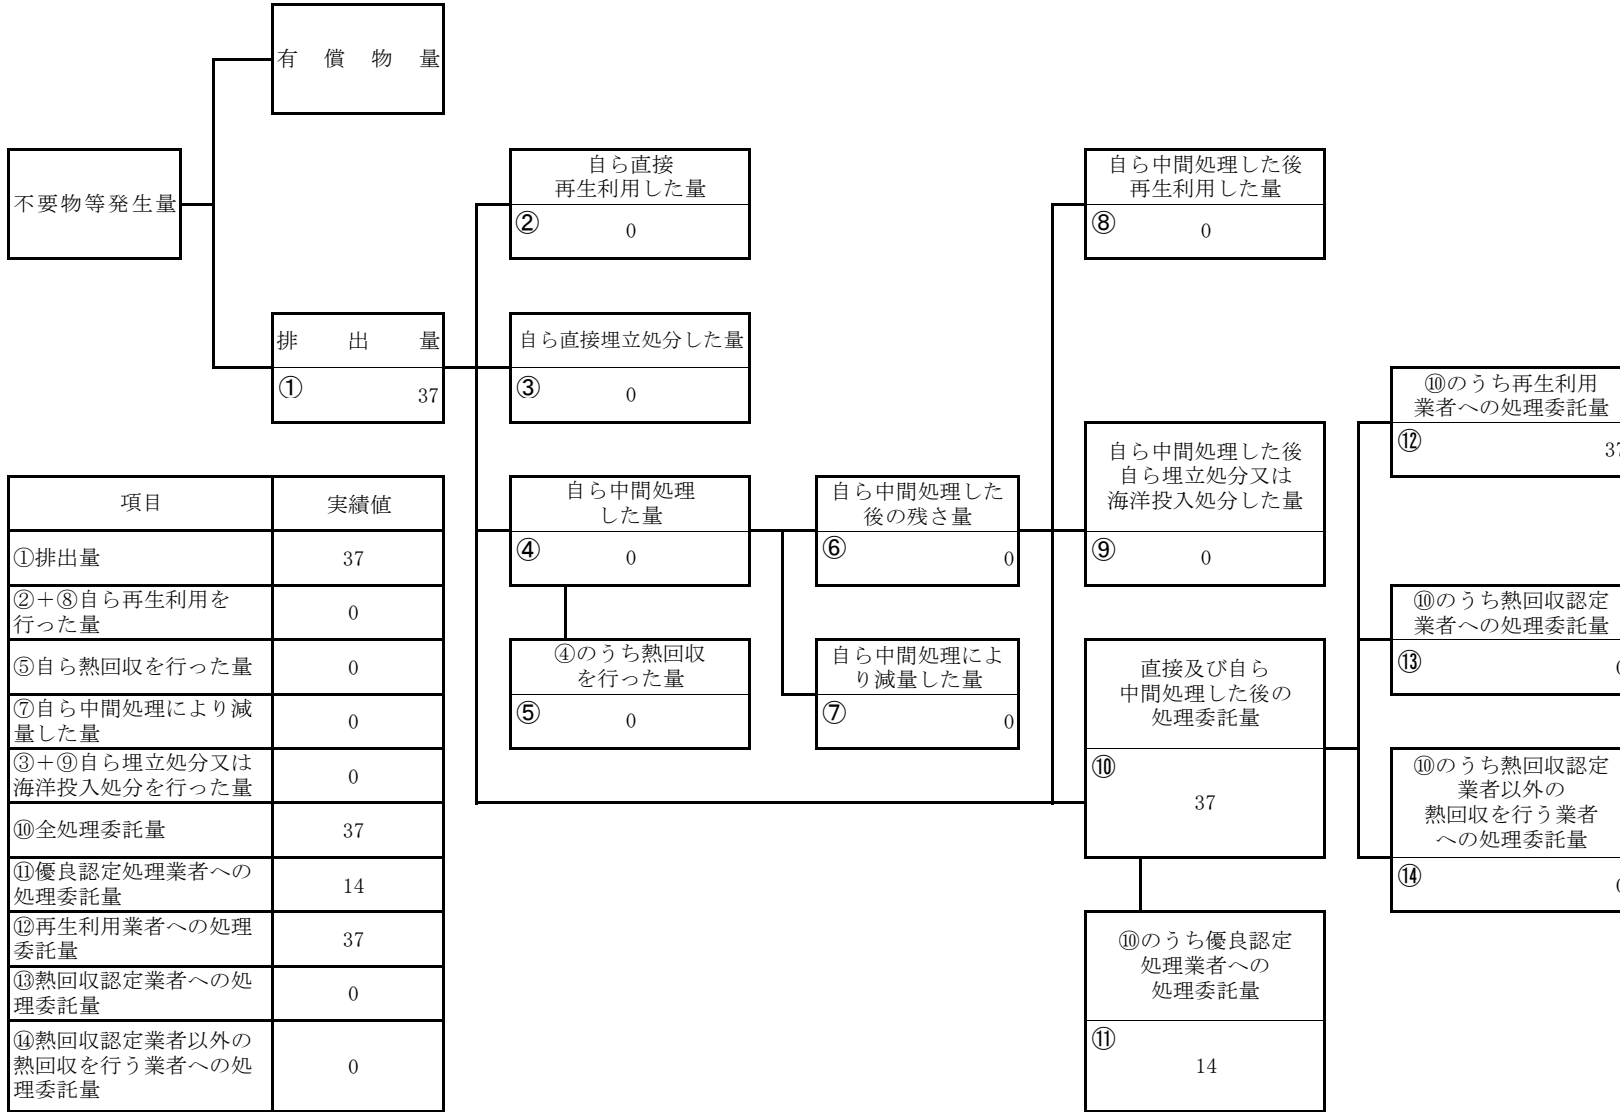 有償物量
不要物等発生量
自ら直接
再生利用した量
②
0
自ら中間処理した後
再生利用した量
⑧
0
排出量
①
37
自ら直接埋立処分した量
③
0
⑩のうち再生利用
業者への処理委託量
⑫
37
自ら中間処理
した量
④
0
自ら中間処理した
後の残さ量
⑥
0
自ら中間処理した後
自ら埋立処分又は
海洋投入処分した量
⑨
0
④のうち熱回収
を行った量
⑤
0
自ら中間処理によ
り減量した量
⑦
0
直接及び自ら
中間処理した後の
処理委託量
⑩
37
⑩のうち熱回収認定
業者への処理委託量
⑬
0
⑩のうち熱回収認定
業者以外の
熱回収を行う業者
への処理委託量
⑭
0
⑩のうち優良認定
処理業者への
処理委託量
⑪
14
項目 実績値
①排出量 37
②+⑧自ら再生利用を
行った量 0
⑤自ら熱回収を行った量 0
⑦自ら中間処理により減
量した量 0
③+⑨自ら埋立処分又は
海洋投入処分を行った量 0
⑩全処理委託量 37
⑪優良認定処理業者への
処理委託量 14
⑫再生利用業者への処理
委託量 37
⑬熱回収認定業者への処
理委託量 0
⑭熱回収認定業者以外の
熱回収を行う業者への処
理委託量 0